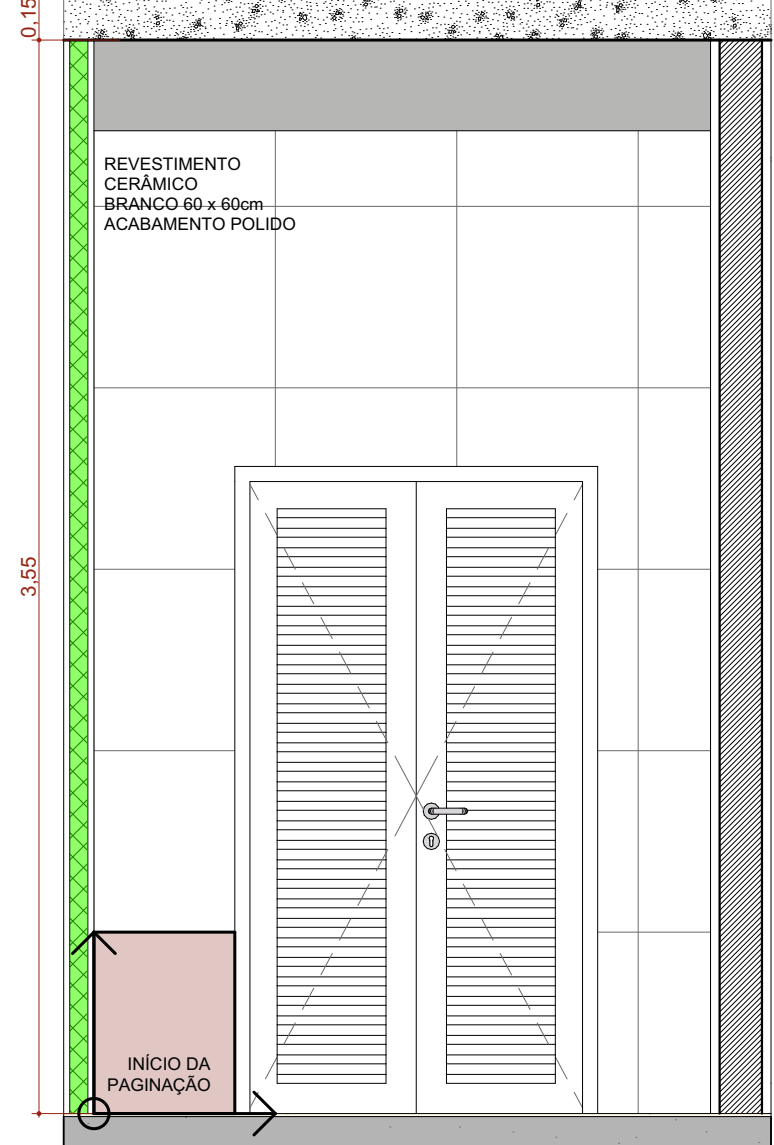 0,15
REVESTIMENTO
CERÂMICO
BRANCO 60 x 60cm
ACABAMENTO POLIDO
3,55
INÍCIO DA
PAGINAÇÃO